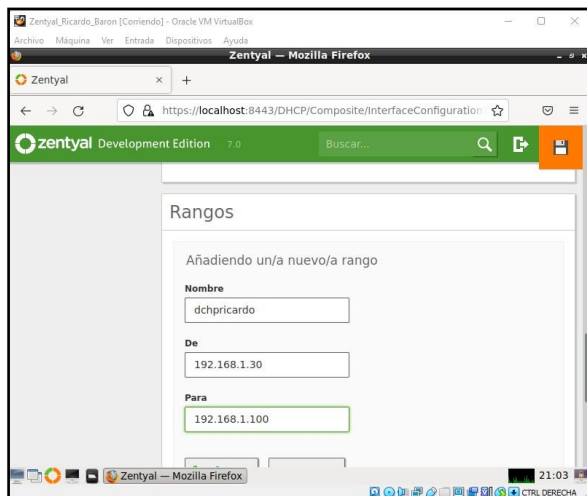 Zentyal_Ricardo_Baron [Corriendo] - Oracle VM VirtualBox
Archivo Máquina Ver Entrada Dispositivos Ayuda
Zentyal — Mozilla Firefox
Zentyal
https://localhost:8443/DHCP/Composite/InterfaceConfiguration
zentyal Development Edition 7.0 Buscar...
Rangos
Añadiendo un/a nuevo/a rango
Nombre
dchpricardo
De
192.168.1.30
Para
192.168.1.100
Zentyal — Mozilla Firefox 21:03
CTRL DERECHA